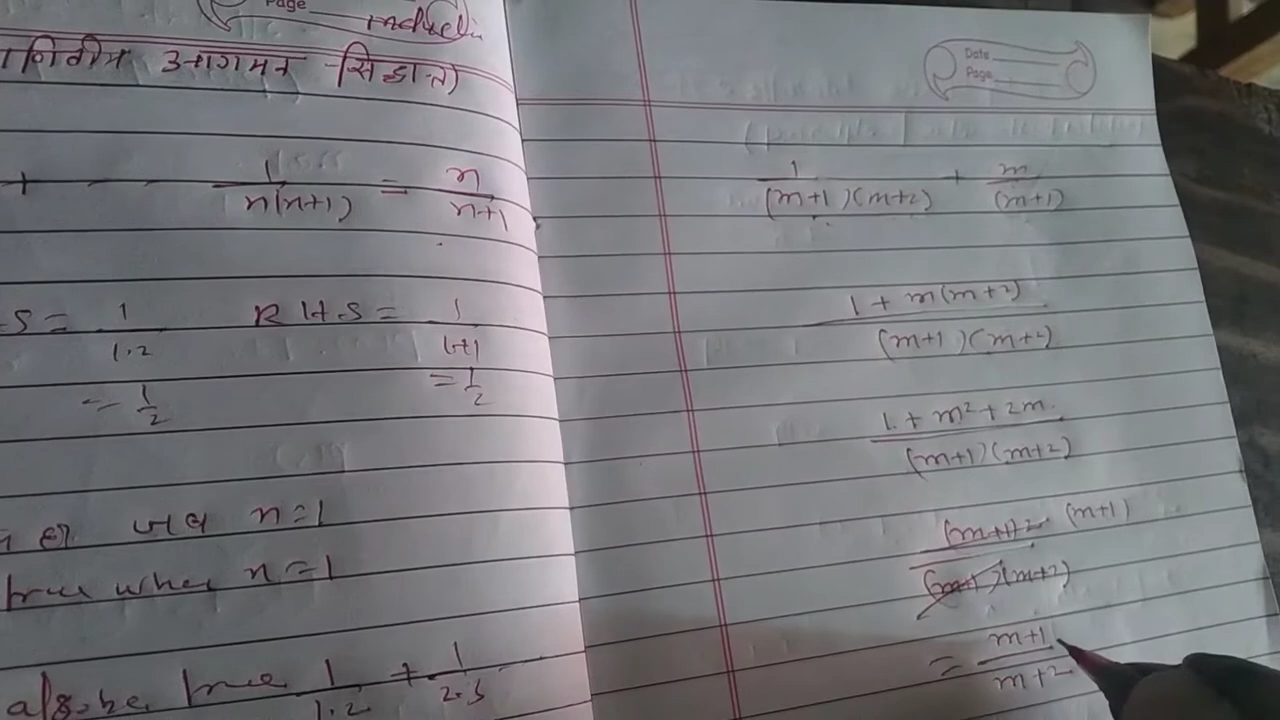 Page
inducti
णितीय आगमन सिद्धान्त)
+ - - - 1/n(n+1) = n/n+1
S = 1/1.2 RHS = 1/1+1
= 1/2 = 1/2
जब n=1
true when n=1
also be true 1/1.2 + 1/2.3
Date
Page
1/(m+1)(m+2) + m/(m+1)
1 + m(m+2)/(m+1)(m+2)
1 + m² + 2m/(m+1)(m+2)
(m+1)2 (m+1)/(m+1)(m+2)
= m+1/m+2